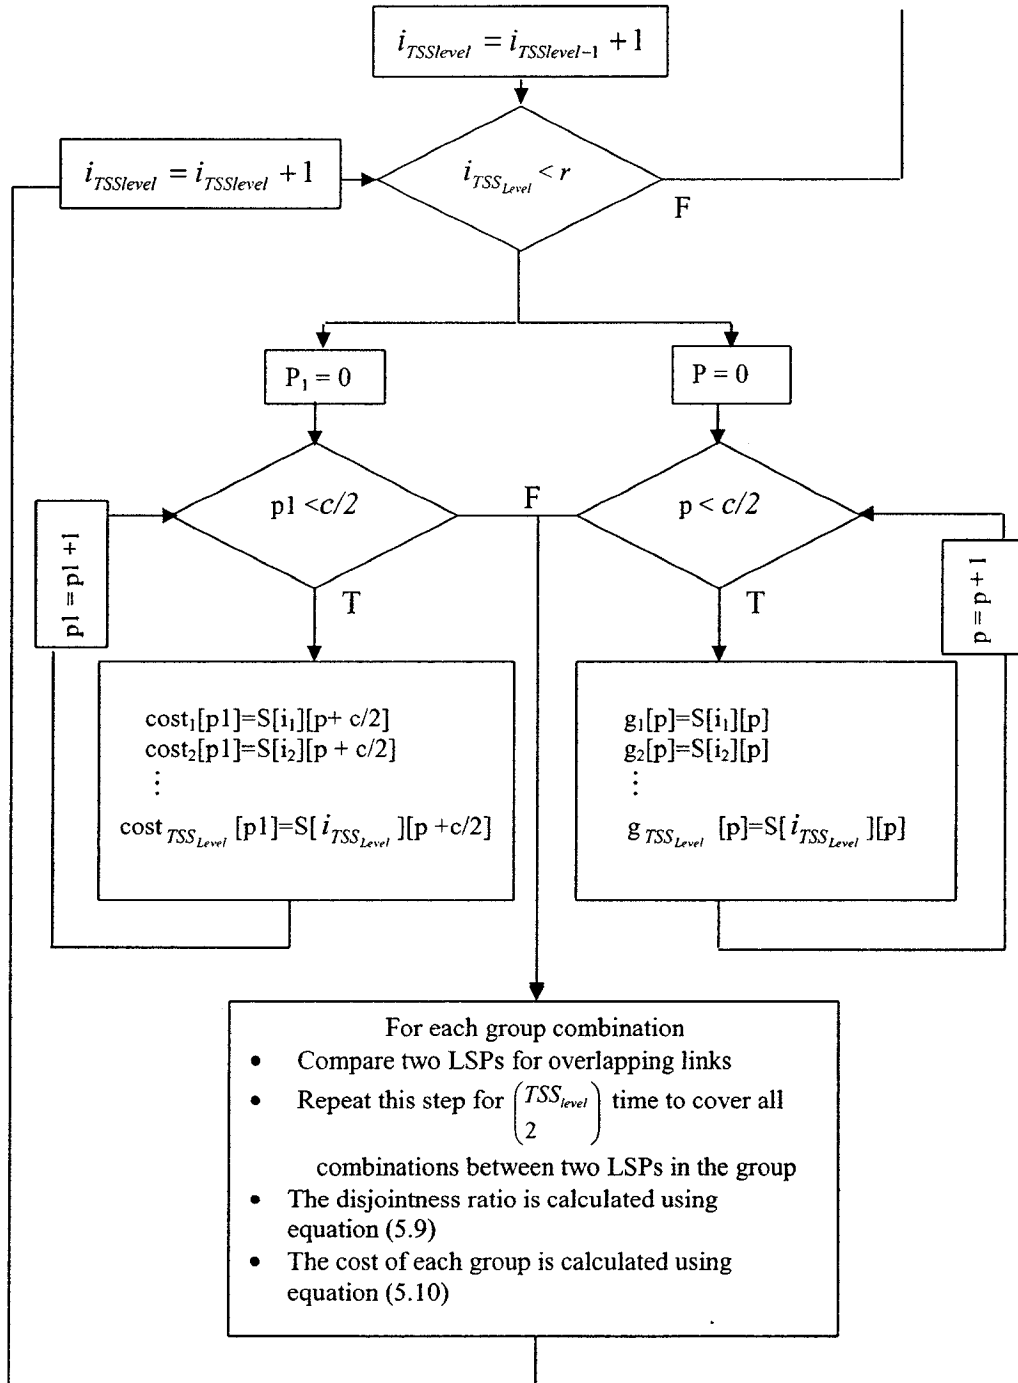 i_TSSlevel = i_TSSlevel-1 + 1
i_TSSlevel = i_TSSlevel + 1
i_TSS_Level < r
F
P₁ = 0
P = 0
p1 <c/2
F
p < c/2
p1 = p1 +1
p = p + 1
T
T
cost₁[p1]=S[i₁][p+ c/2]
cost₂[p1]=S[i₂][p + c/2]
⋮
cost_TSS_Level [p1]=S[ i_TSS_Level ][p +c/2]
g₁[p]=S[i₁][p]
g₂[p]=S[i₂][p]
⋮
g_TSS_Level [p]=S[ i_TSS_Level ][p]
For each group combination
• Compare two LSPs for overlapping links
• Repeat this step for (TSS_level 2) time to cover all
combinations between two LSPs in the group
• The disjointness ratio is calculated using
equation (5.9)
• The cost of each group is calculated using
equation (5.10)